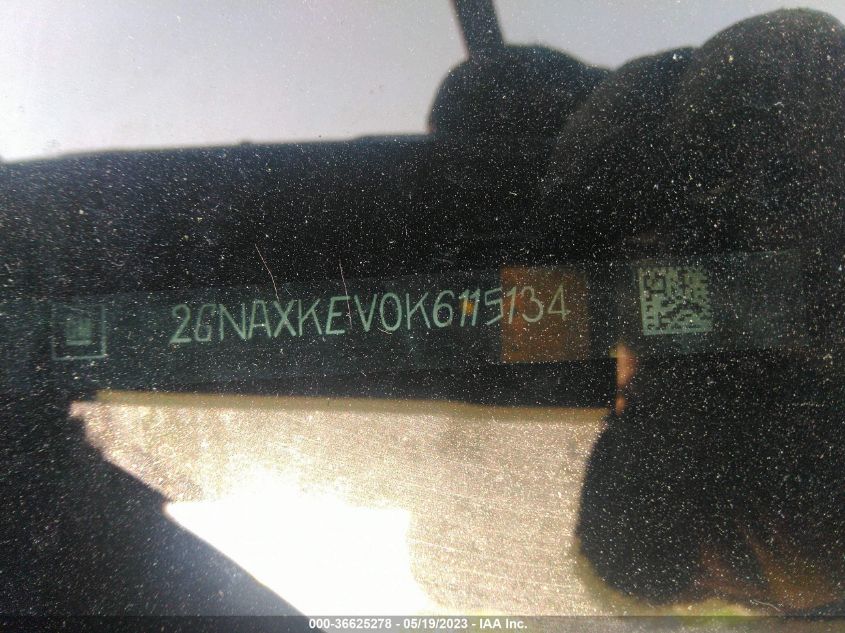 2GNAXKEV0K6115134
000-36625278 - 05/19/2023 - IAA Inc.